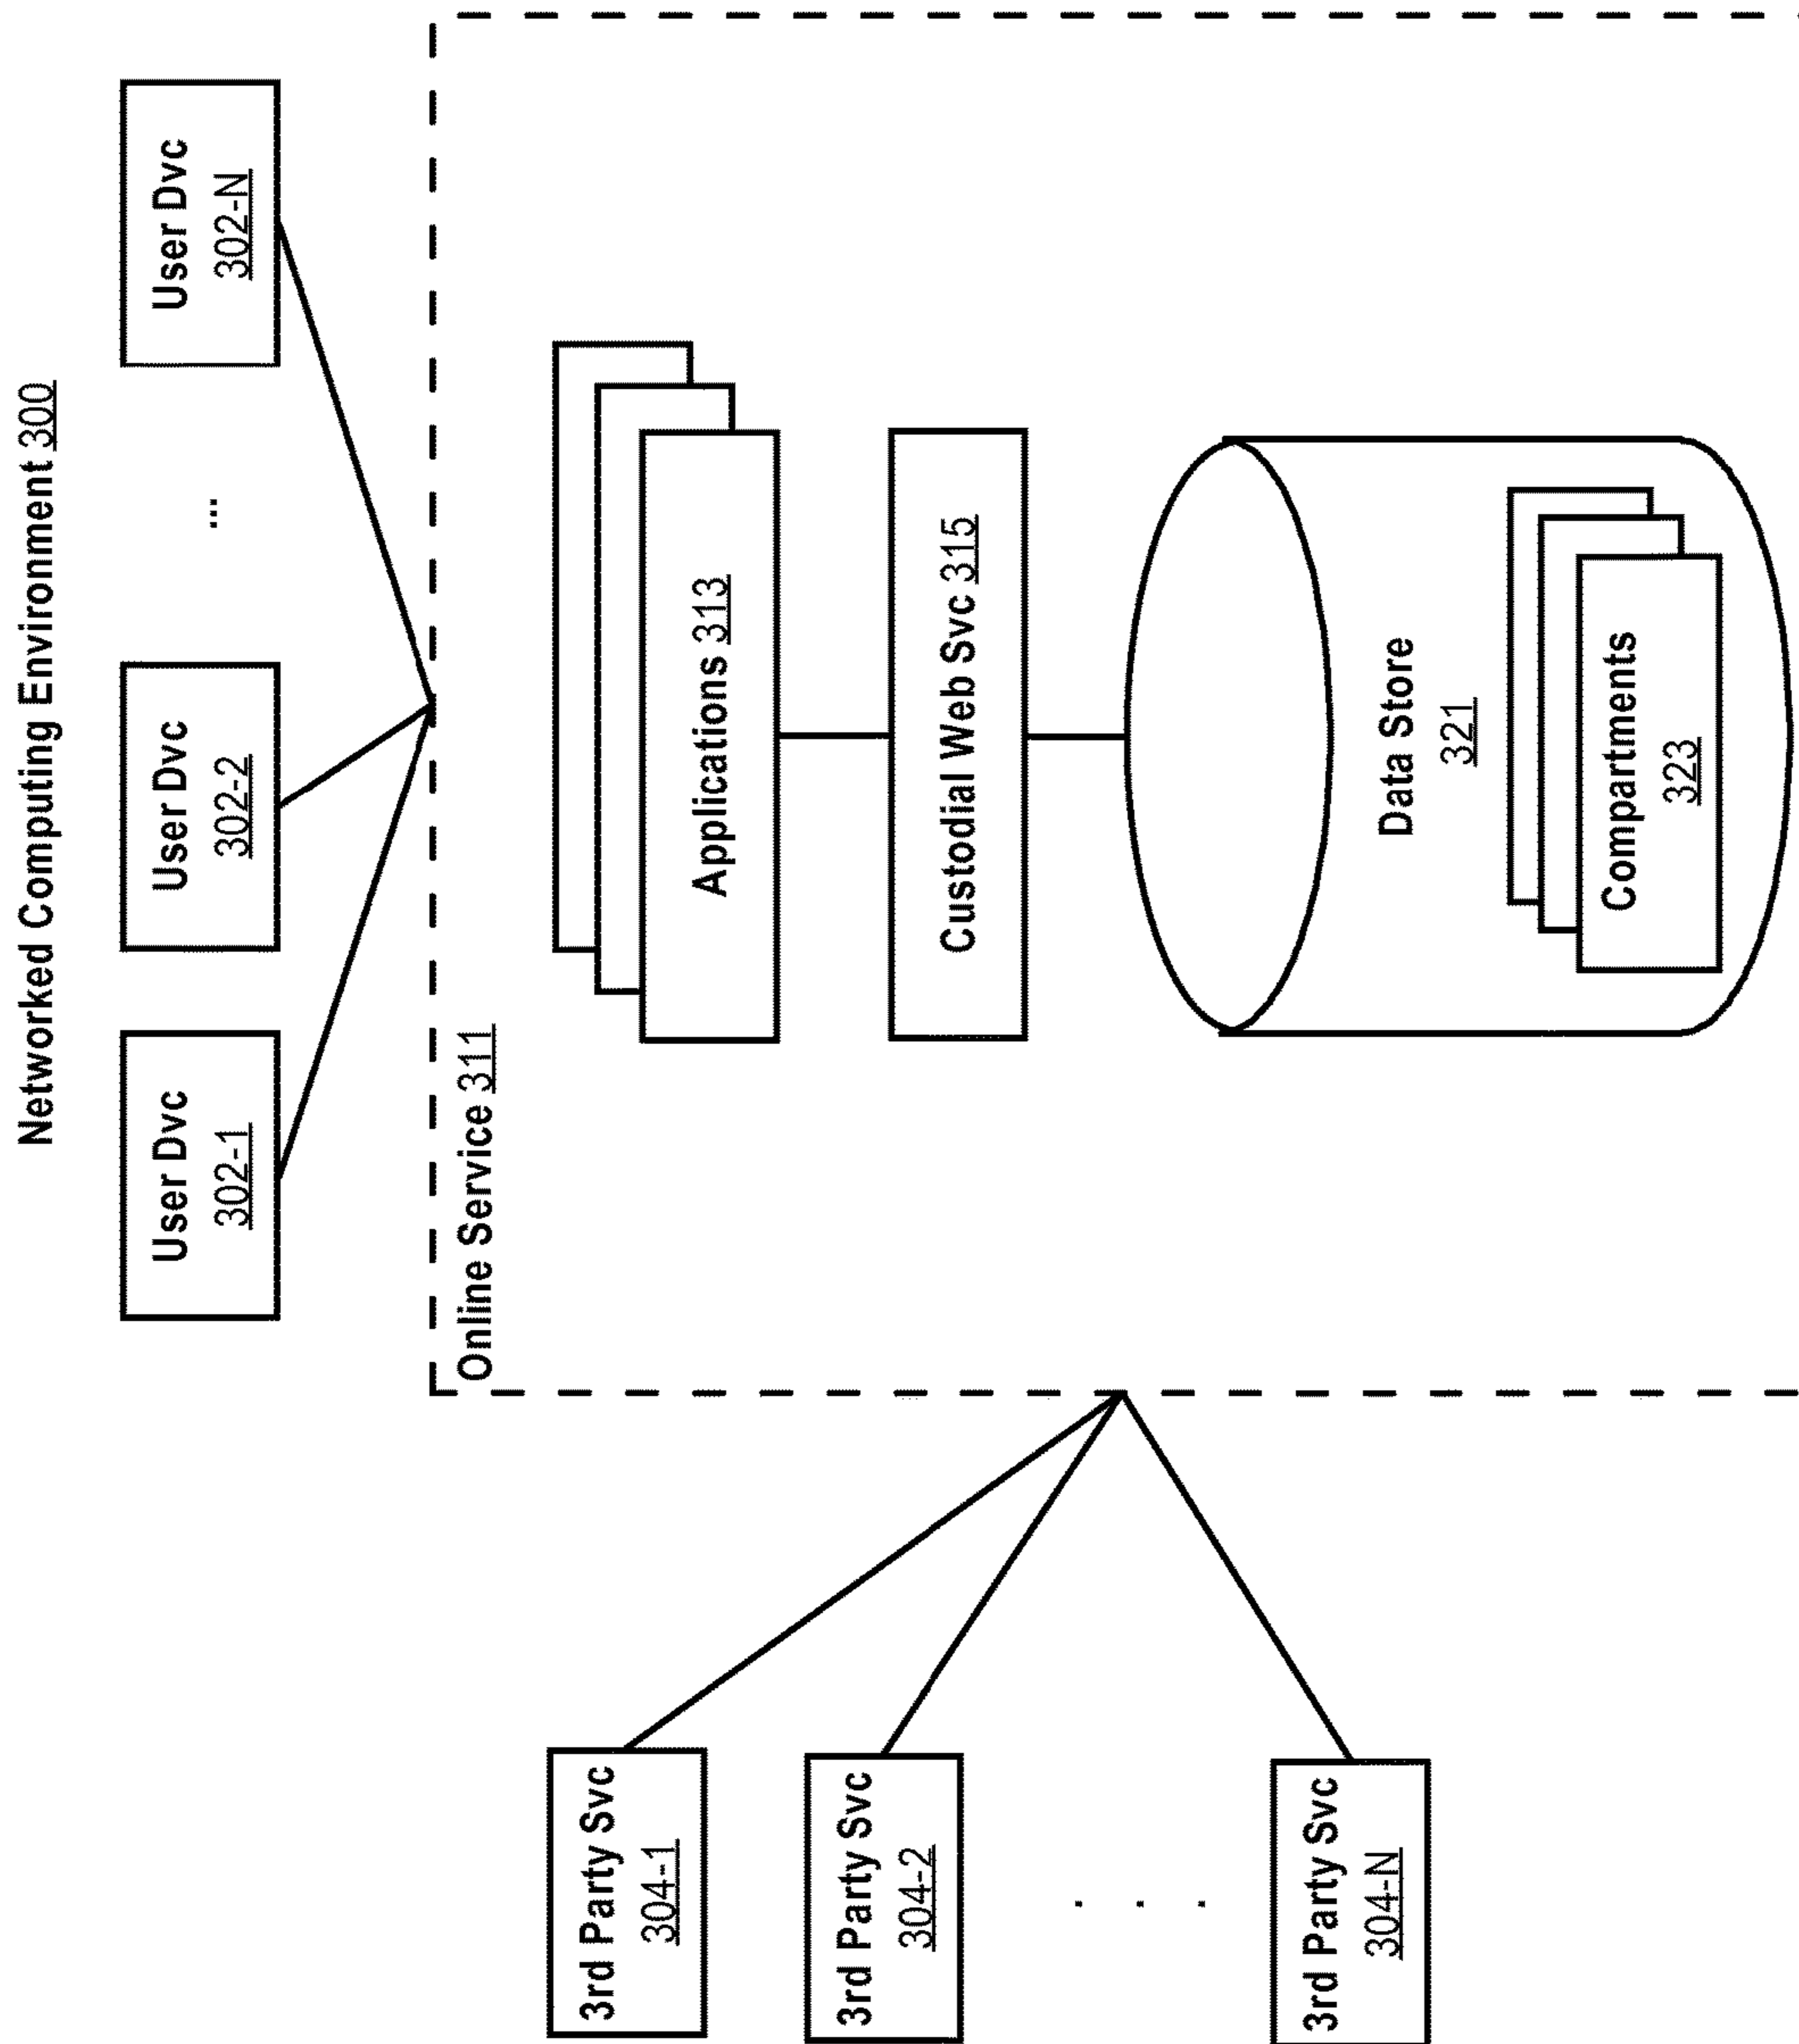 Networked Computing Environment 300
User Dvc
302-1
User Dvc
302-2
...
User Dvc
302-N
Online Service 311
Applications 313
Custodial Web Svc 315
Data Store
321
Compartments
323
3rd Party Svc
304-1
3rd Party Svc
304-2
. . .
3rd Party Svc
304-N